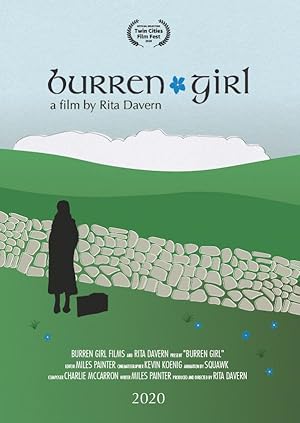 OFFICIAL SELECTION
Twin Cities
Film Fest
burren girl
a film by Rita Davern
BURREN GIRL FILMS AND RITA DAVERN PRESENT "BURREN GIRL"
EDITOR MILES PAINTER CINEMATOGRAPHER KEVIN KOENIG ANIMATION BY SQUAWK
COMPOSER CHARLIE MCCARRON WRITER MILES PAINTER PRODUCED AND DIRECTED BY RITA DAVERN
2020